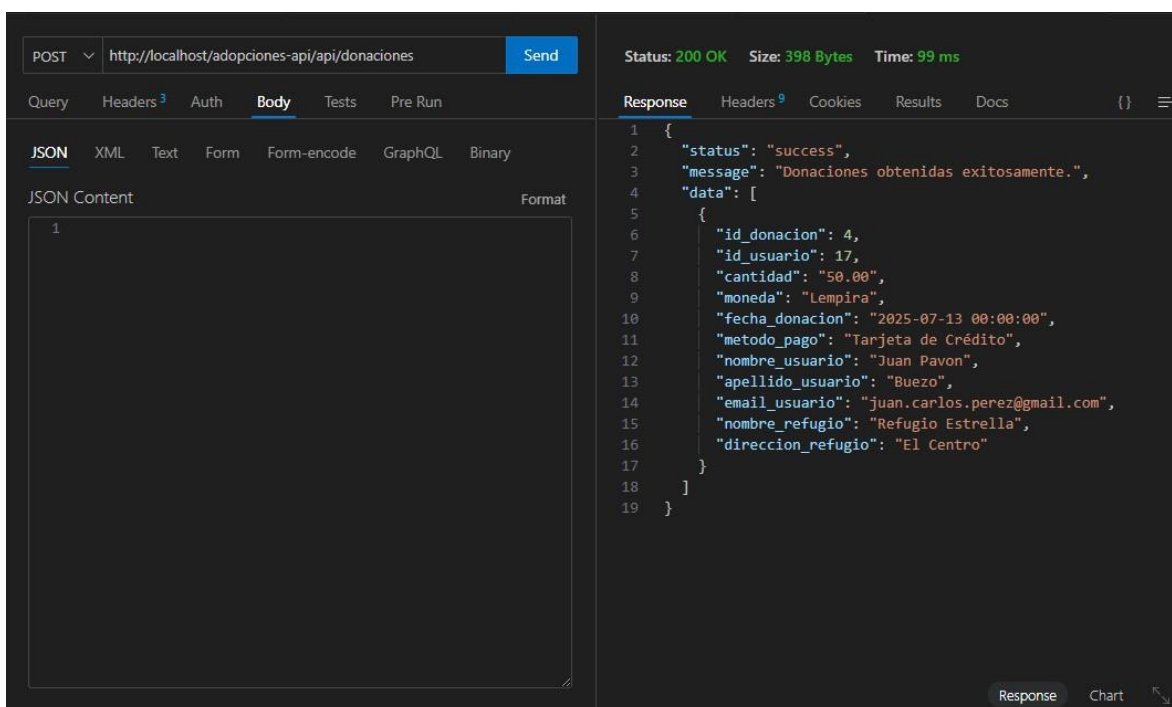 POST http://localhost/adopciones-api/api/donaciones Send
Query Headers 3 Auth Body Tests Pre Run
JSON XML Text Form Form-encode GraphQL Binary
JSON Content Format
1
Status: 200 OK Size: 398 Bytes Time: 99 ms
Response Headers 9 Cookies Results Docs {}
1 {
2 "status": "success",
3 "message": "Donaciones obtenidas exitosamente.",
4 "data": [
5 {
6 "id_donacion": 4,
7 "id_usuario": 17,
8 "cantidad": "50.00",
9 "moneda": "Lempira",
10 "fecha_donacion": "2025-07-13 00:00:00",
11 "metodo_pago": "Tarjeta de Crédito",
12 "nombre_usuario": "Juan Pavon",
13 "apellido_usuario": "Buezo",
14 "email_usuario": "juan.carlos.perez@gmail.com",
15 "nombre_refugio": "Refugio Estrella",
16 "direccion_refugio": "El Centro"
17 }
18 ]
19 }
Response Chart